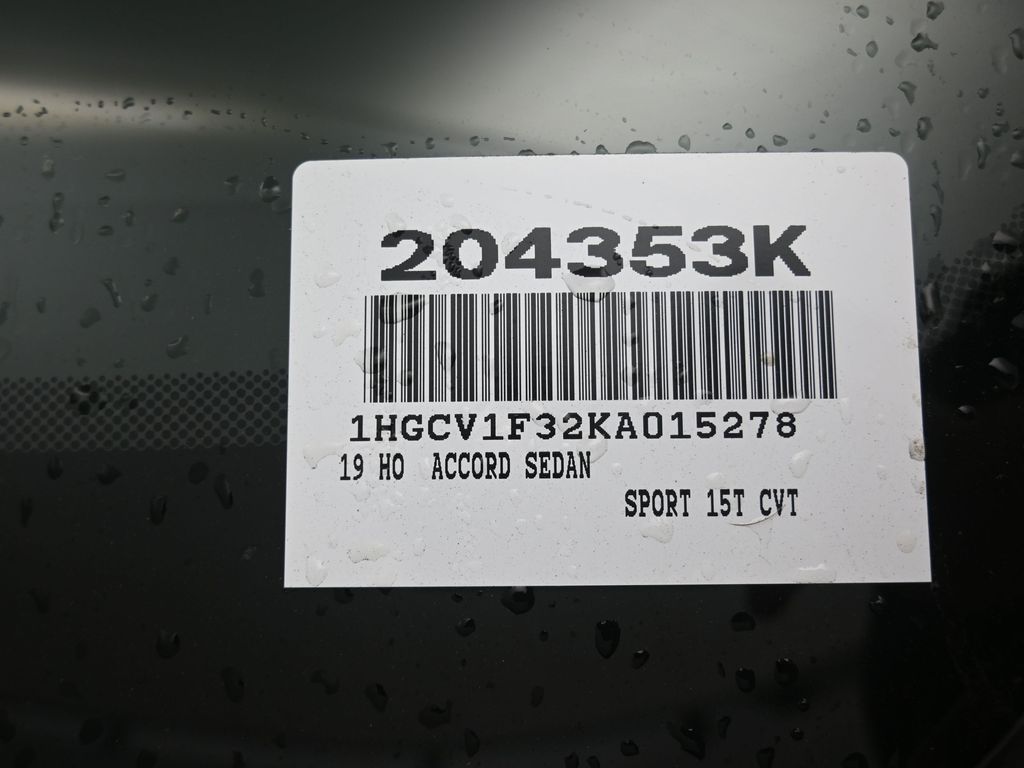 204353K
1HGCV1F32KA015278
19 HO ACCORD SEDAN
SPORT 15T CVT